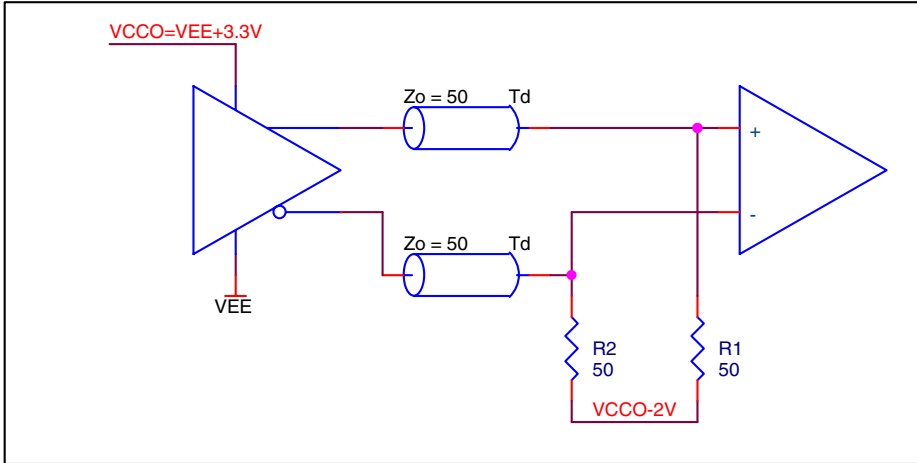 VCCO=VEE+3.3V
Zo = 50 Td
+
-
Zo = 50 Td
VEE
R2
50
R1
50
VCCO-2V